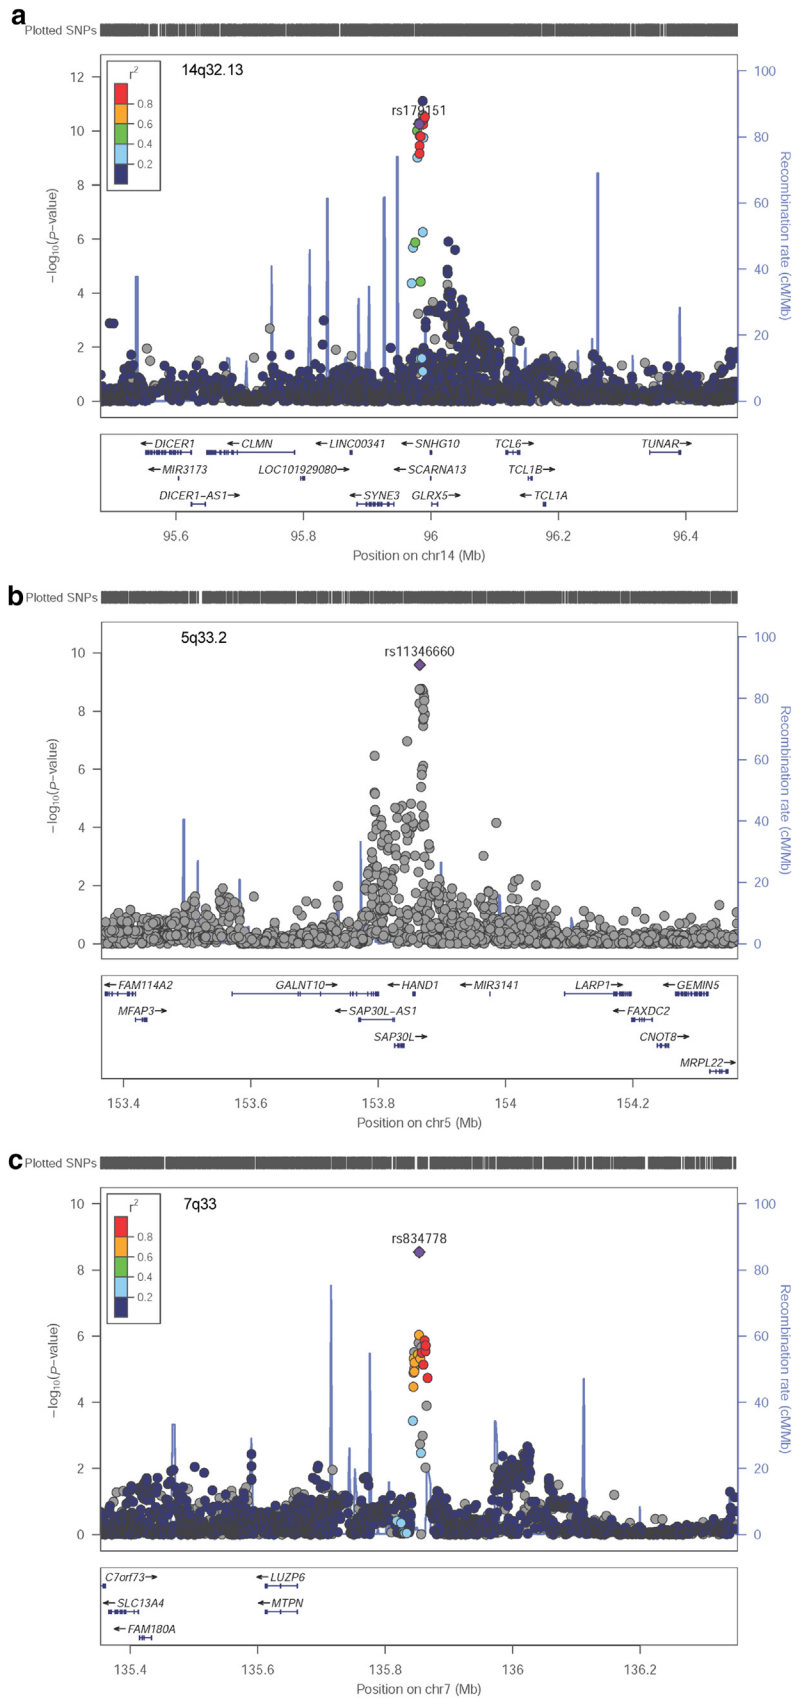 a
Plotted SNPs
14q32.13
r2
0.8
0.6
0.4
0.2
rs179151
12
10
8
6
4
2
0
−log10(P−value)
100
80
60
40
20
0
Recombination rate (cM/Mb)
DICER1
CLMN
LINC00341
SNHG10
TCL6
TUNAR
MIR3173
LOC101929080
SCARNA13
TCL1B
DICER1−AS1
SYNE3
GLRX5
TCL1A
95.6
95.8
96
96.2
96.4
Position on chr14 (Mb)
b
Plotted SNPs
5q33.2
rs11346660
10
8
6
4
2
0
−log10(P−value)
100
80
60
40
20
0
Recombination rate (cM/Mb)
FAM114A2
GALNT10
HAND1
MIR3141
LARP1
GEMIN5
MFAP3
SAP30L−AS1
FAXDC2
SAP30L
CNOT8
MRPL22
153.4
153.6
153.8
154
154.2
Position on chr5 (Mb)
c
Plotted SNPs
7q33
r2
0.8
0.6
0.4
0.2
rs834778
10
8
6
4
2
0
−log10(P−value)
100
80
60
40
20
0
Recombination rate (cM/Mb)
C7orf73
LUZP6
SLC13A4
MTPN
FAM180A
135.4
135.6
135.8
136
136.2
Position on chr7 (Mb)